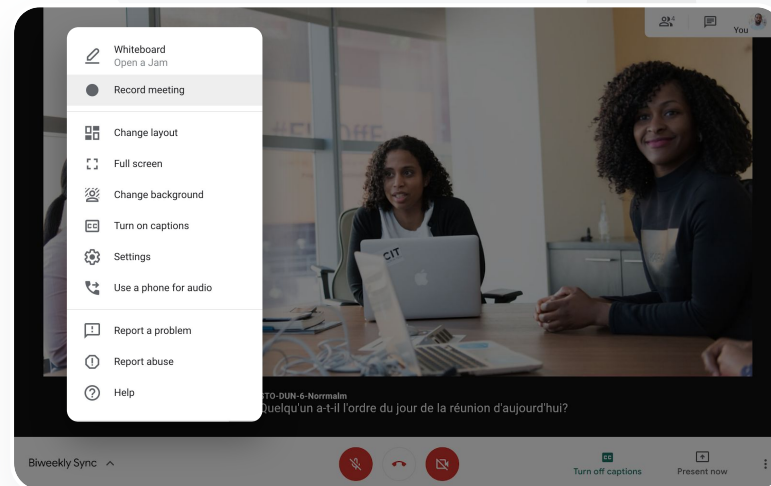 4
You
Whiteboard
Open a Jam
Record meeting
Change layout
Full screen
Change background
Turn on captions
Settings
Use a phone for audio
Report a problem
Report abuse
Help
CIT
STO-DUN-6-Norrmalm
Quelqu'un a-t-il l'ordre du jour de la réunion d'aujourd'hui?
Biweekly Sync
CC
Turn off captions
Present now